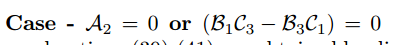 Case - 𝒜₂ = 0 or (ℬ₁𝒞₃ − ℬ₃𝒞₁) = 0